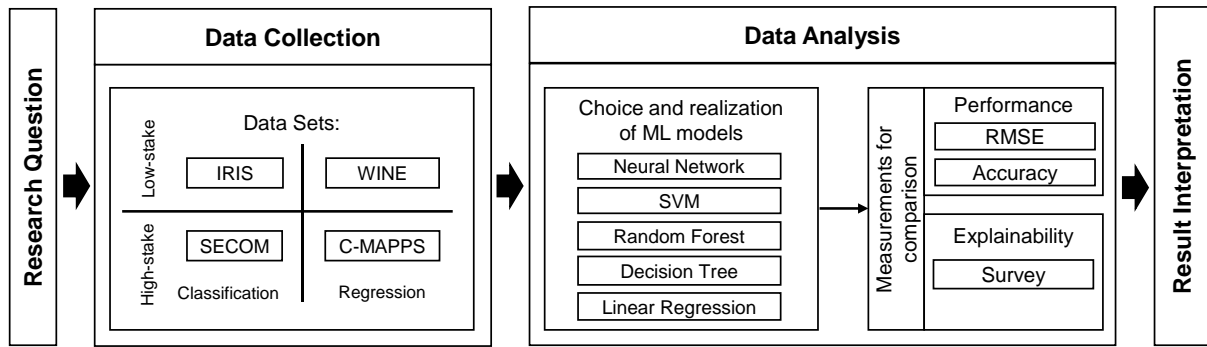 Research Question
Data Collection
Data Sets:
Low-stake
IRIS
WINE
High-stake
SECOM
C-MAPPS
Classification
Regression
Data Analysis
Choice and realization
of ML models
Neural Network
SVM
Random Forest
Decision Tree
Linear Regression
Measurements for
comparison
Performance
RMSE
Accuracy
Explainability
Survey
Result Interpretation